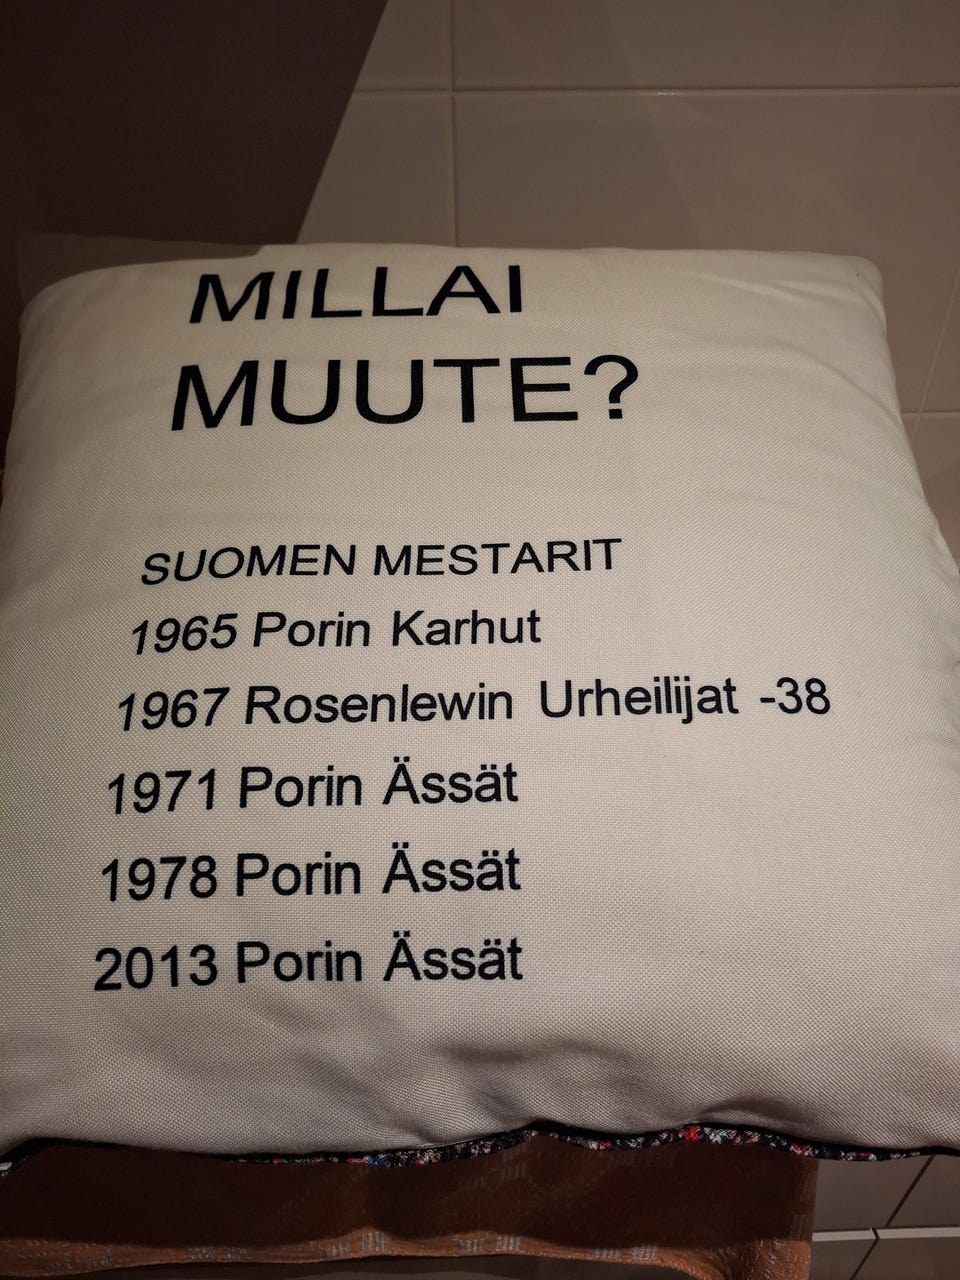 MILLAI
MUUTE?
SUOMEN MESTARIT
1965 Porin Karhut
1967 Rosenlewin Urheilijat -38
1971 Porin Ässät
1978 Porin Ässät
2013 Porin Ässät